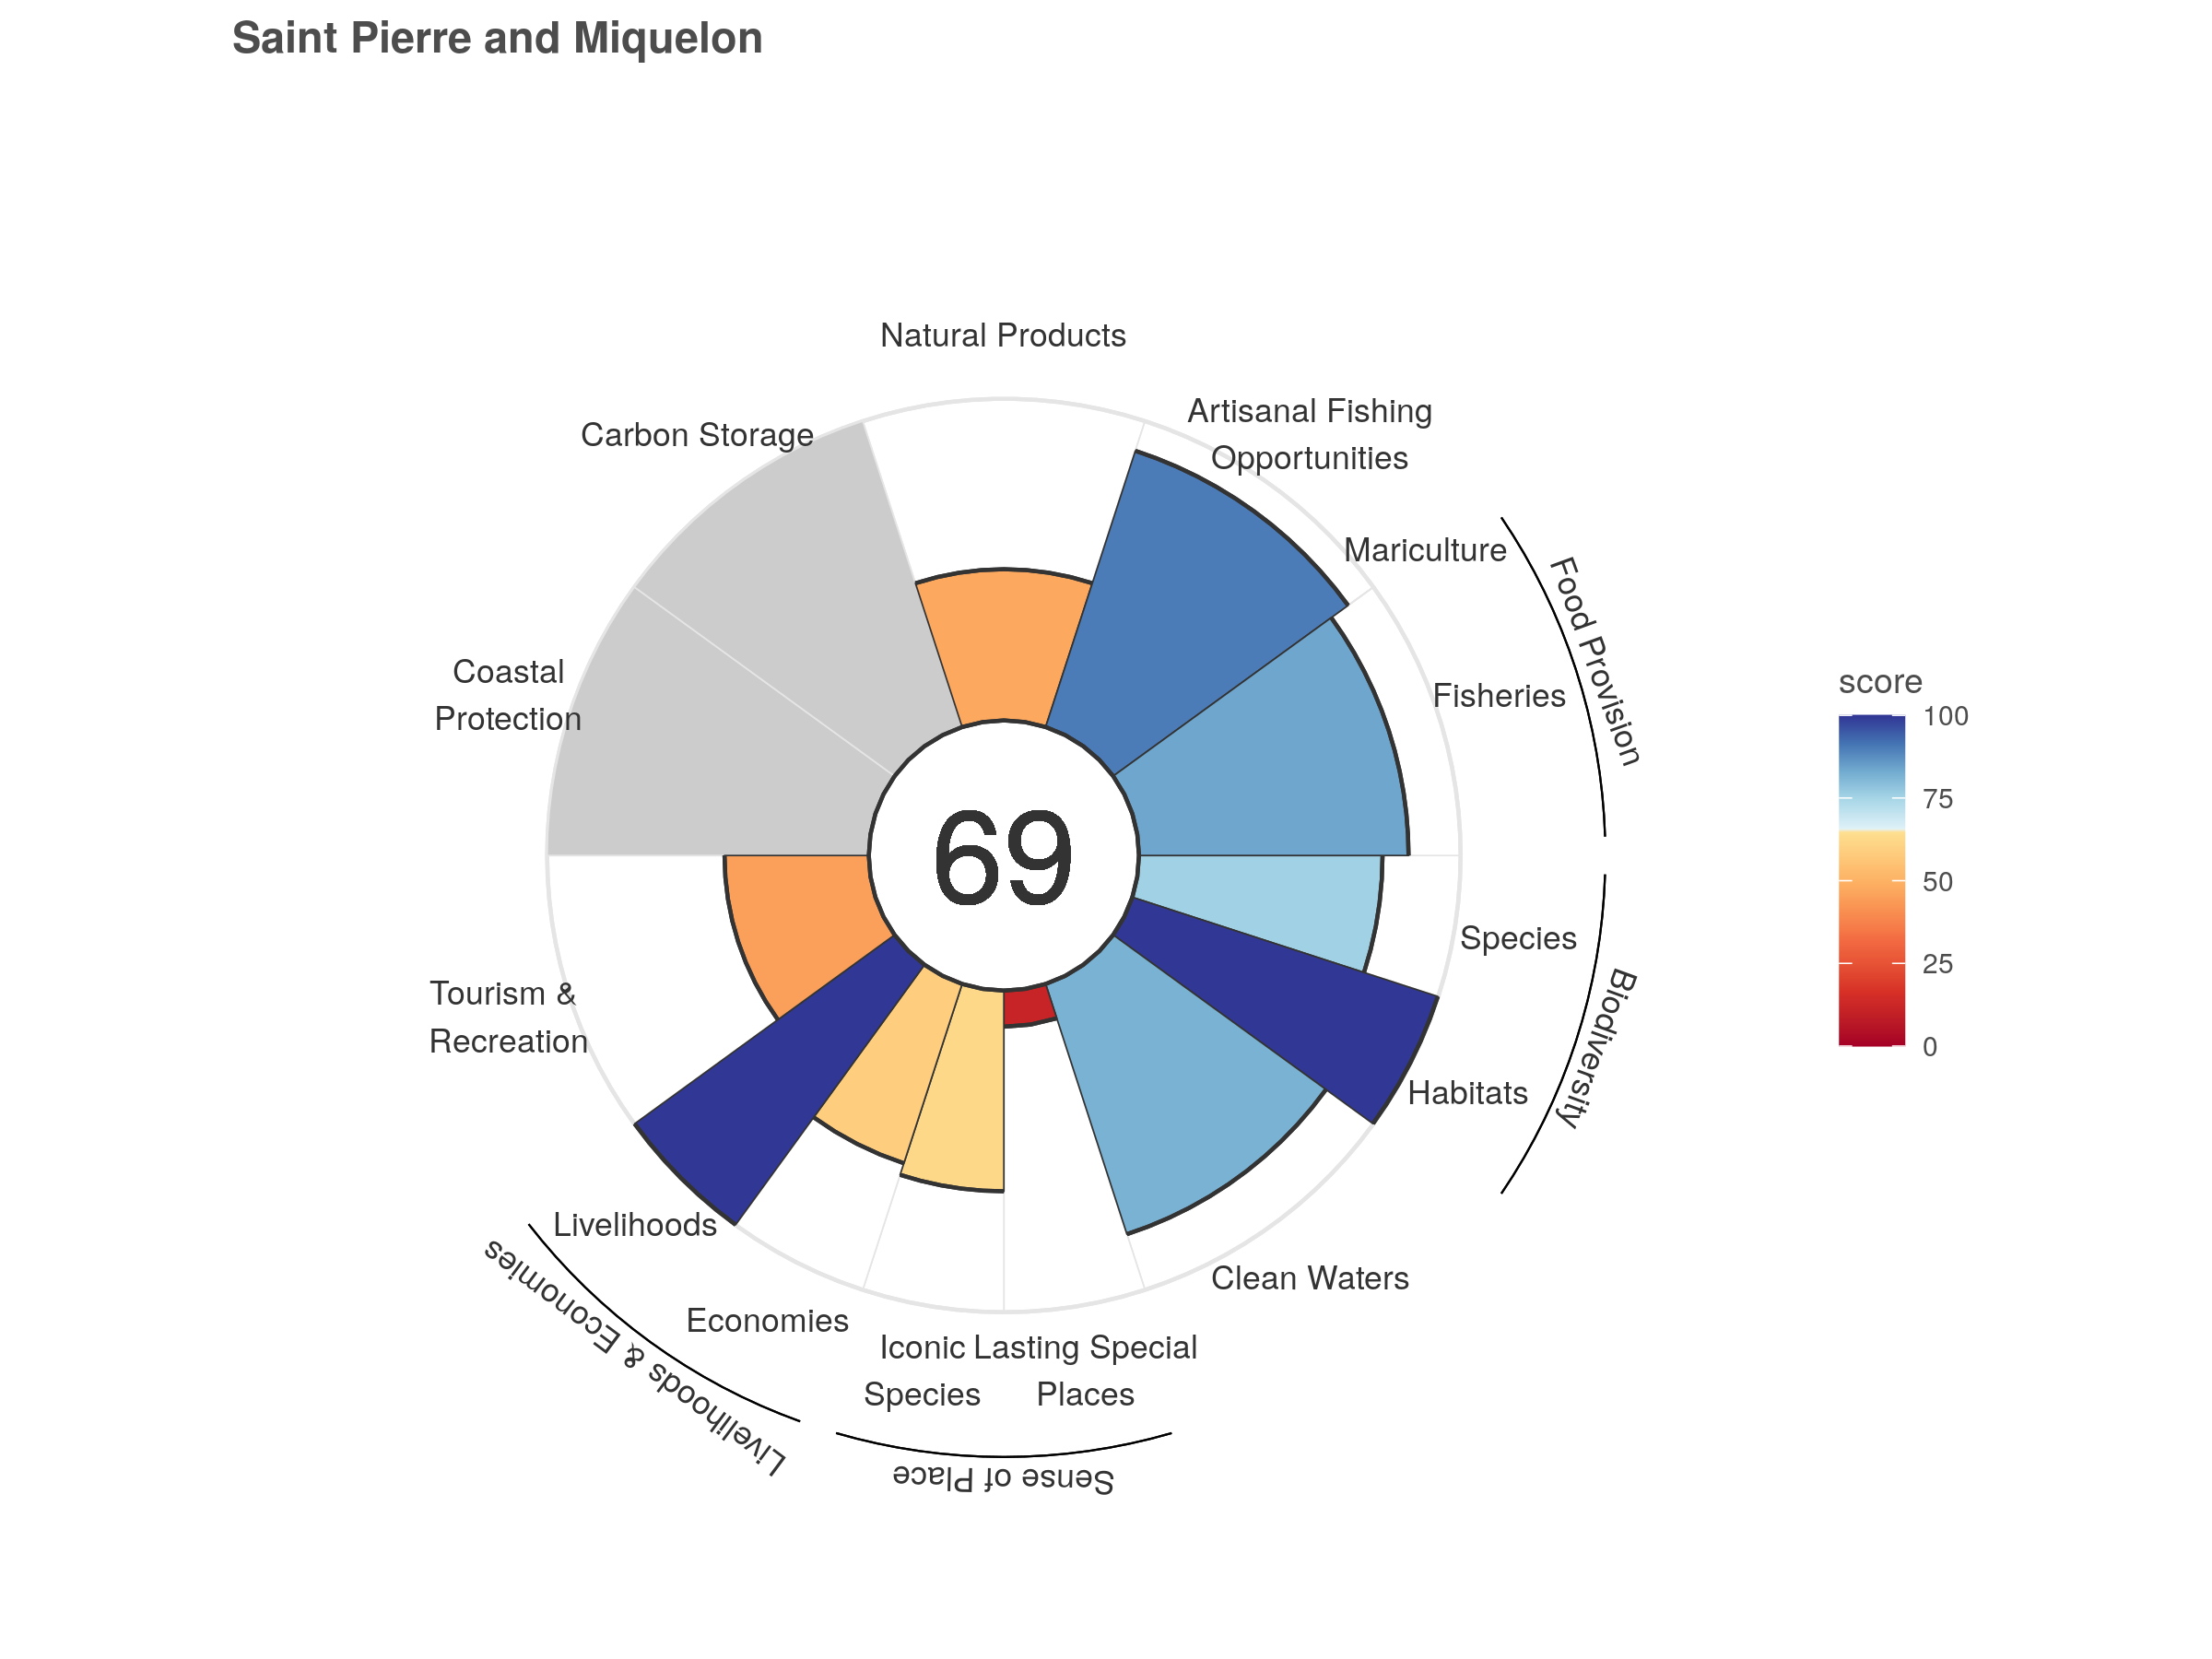 Saint Pierre and Miquelon
Natural Products
Artisanal Fishing
Opportunities
Carbon Storage
Mariculture
Food Provision
Fisheries
Coastal
Protection
score
100
75
50
25
0
69
Species
Biodiversity
Tourism &
Recreation
Habitats
Livelihoods
Clean Waters
Economies
Livelihoods & Economies
Iconic
Species
Lasting Special
Places
Sense of Place